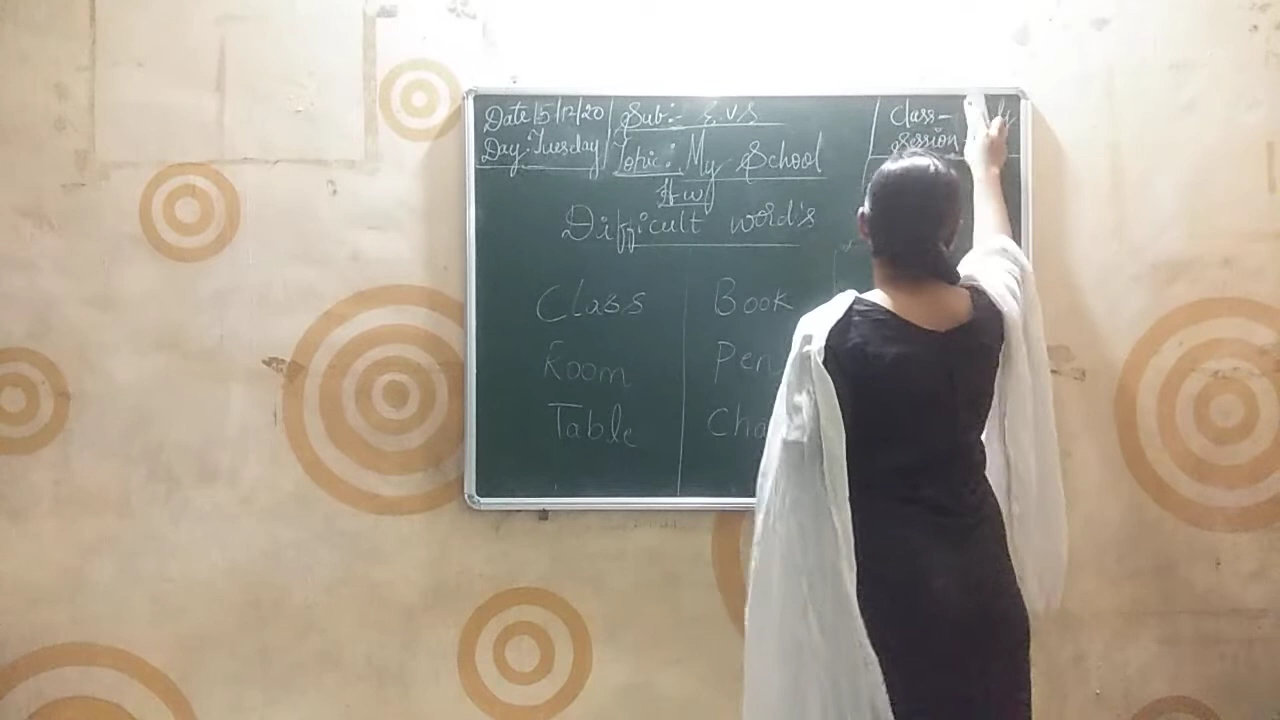 Date 15/12/20 Sub:- E.V.S Class-
Day: Tuesday Topic: My School Session
H.W
Difficult word's
Class Book
Room Pen
Table